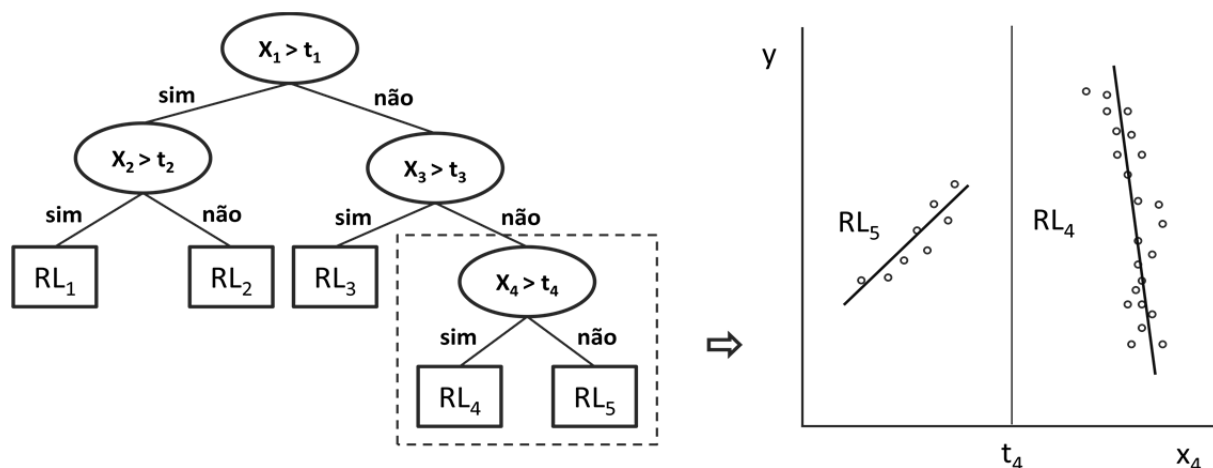 X₁ > t₁
sim
não
X₂ > t₂
X₃ > t₃
sim
não
sim
não
RL₁
RL₂
RL₃
X₄ > t₄
sim
não
RL₄
RL₅
y
RL₅
RL₄
t₄
x₄